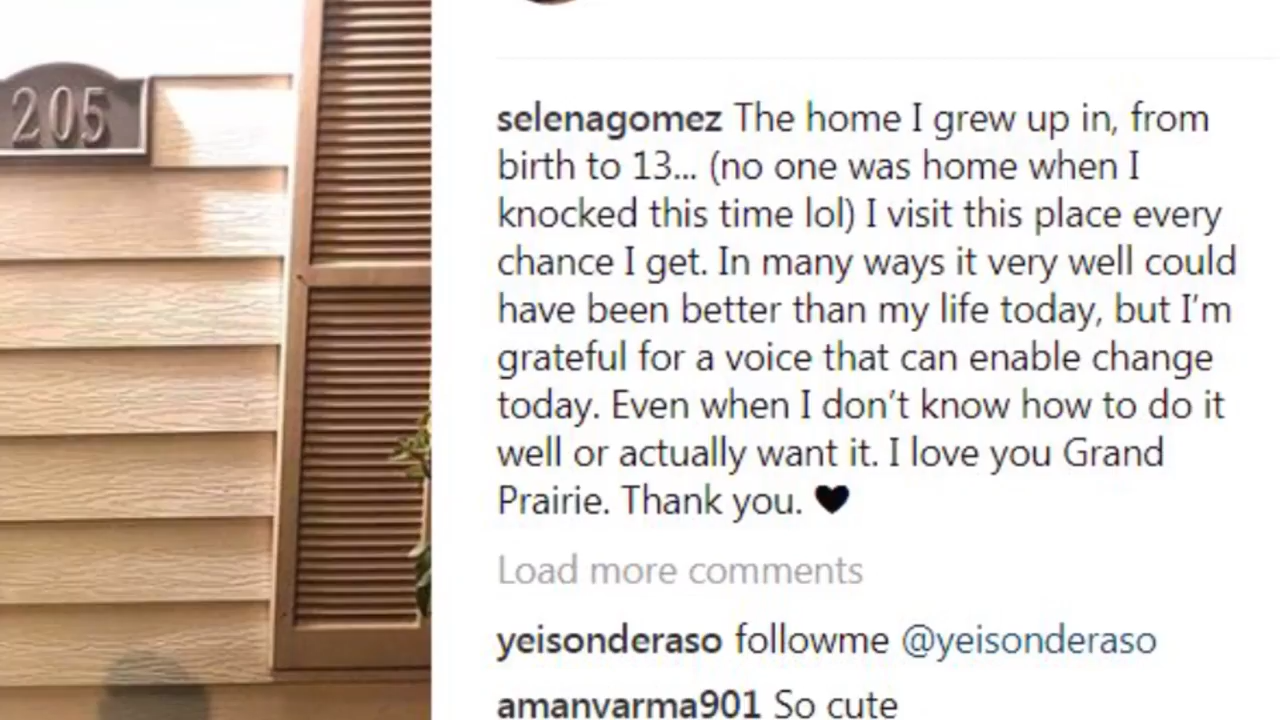 205
selenagomez The home I grew up in, from
birth to 13... (no one was home when I
knocked this time lol) I visit this place every
chance I get. In many ways it very well could
have been better than my life today, but I'm
grateful for a voice that can enable change
today. Even when I don't know how to do it
well or actually want it. I love you Grand
Prairie. Thank you. 🖤
Load more comments
yeisonderaso followme @yeisonderaso
amanvarma901 So cute